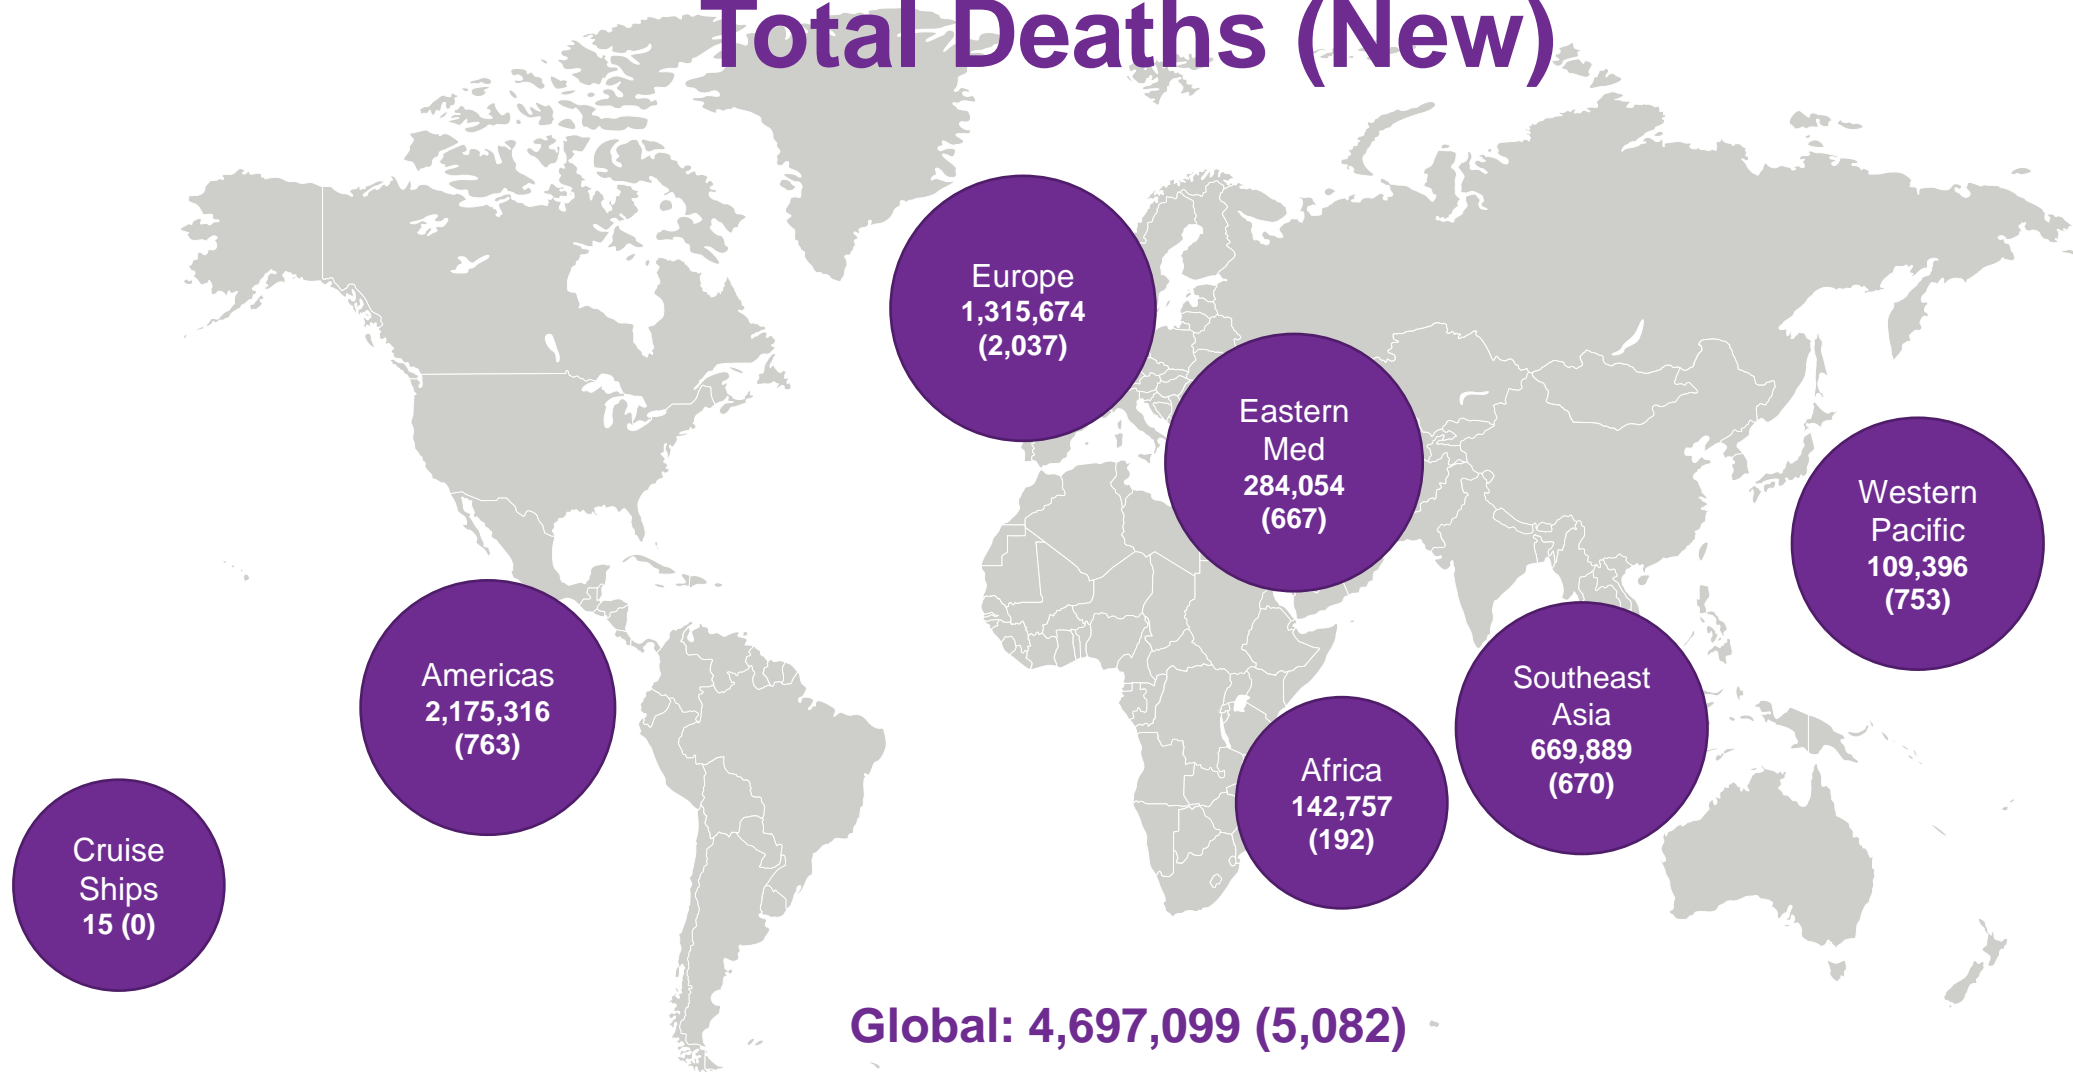 Total Deaths (New)
Europe
1,315,674
(2,037)
Eastern
Med
284,054
(667)
Western
Pacific
109,396
(753)
Americas
2,175,316
(763)
Southeast
Asia
669,889
(670)
Africa
142,757
(192)
Cruise
Ships
15 (0)
Global: 4,697,099 (5,082)